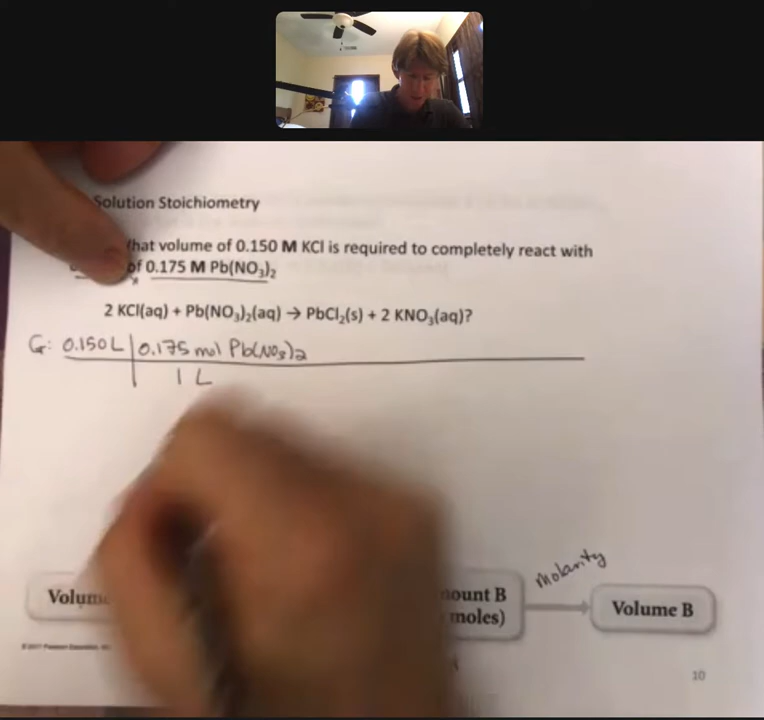 Solution Stoichiometry
hat volume of 0.150 M KCl is required to completely react with
of 0.175 M Pb(NO₃)₂
2 KCl(aq) + Pb(NO₃)₂(aq) → PbCl₂(s) + 2 KNO₃(aq)?
G: 0.150 L | 0.175 mol Pb(NO₃)₂
1 L
Molarity
Volume
ount B
moles)
Volume B
10